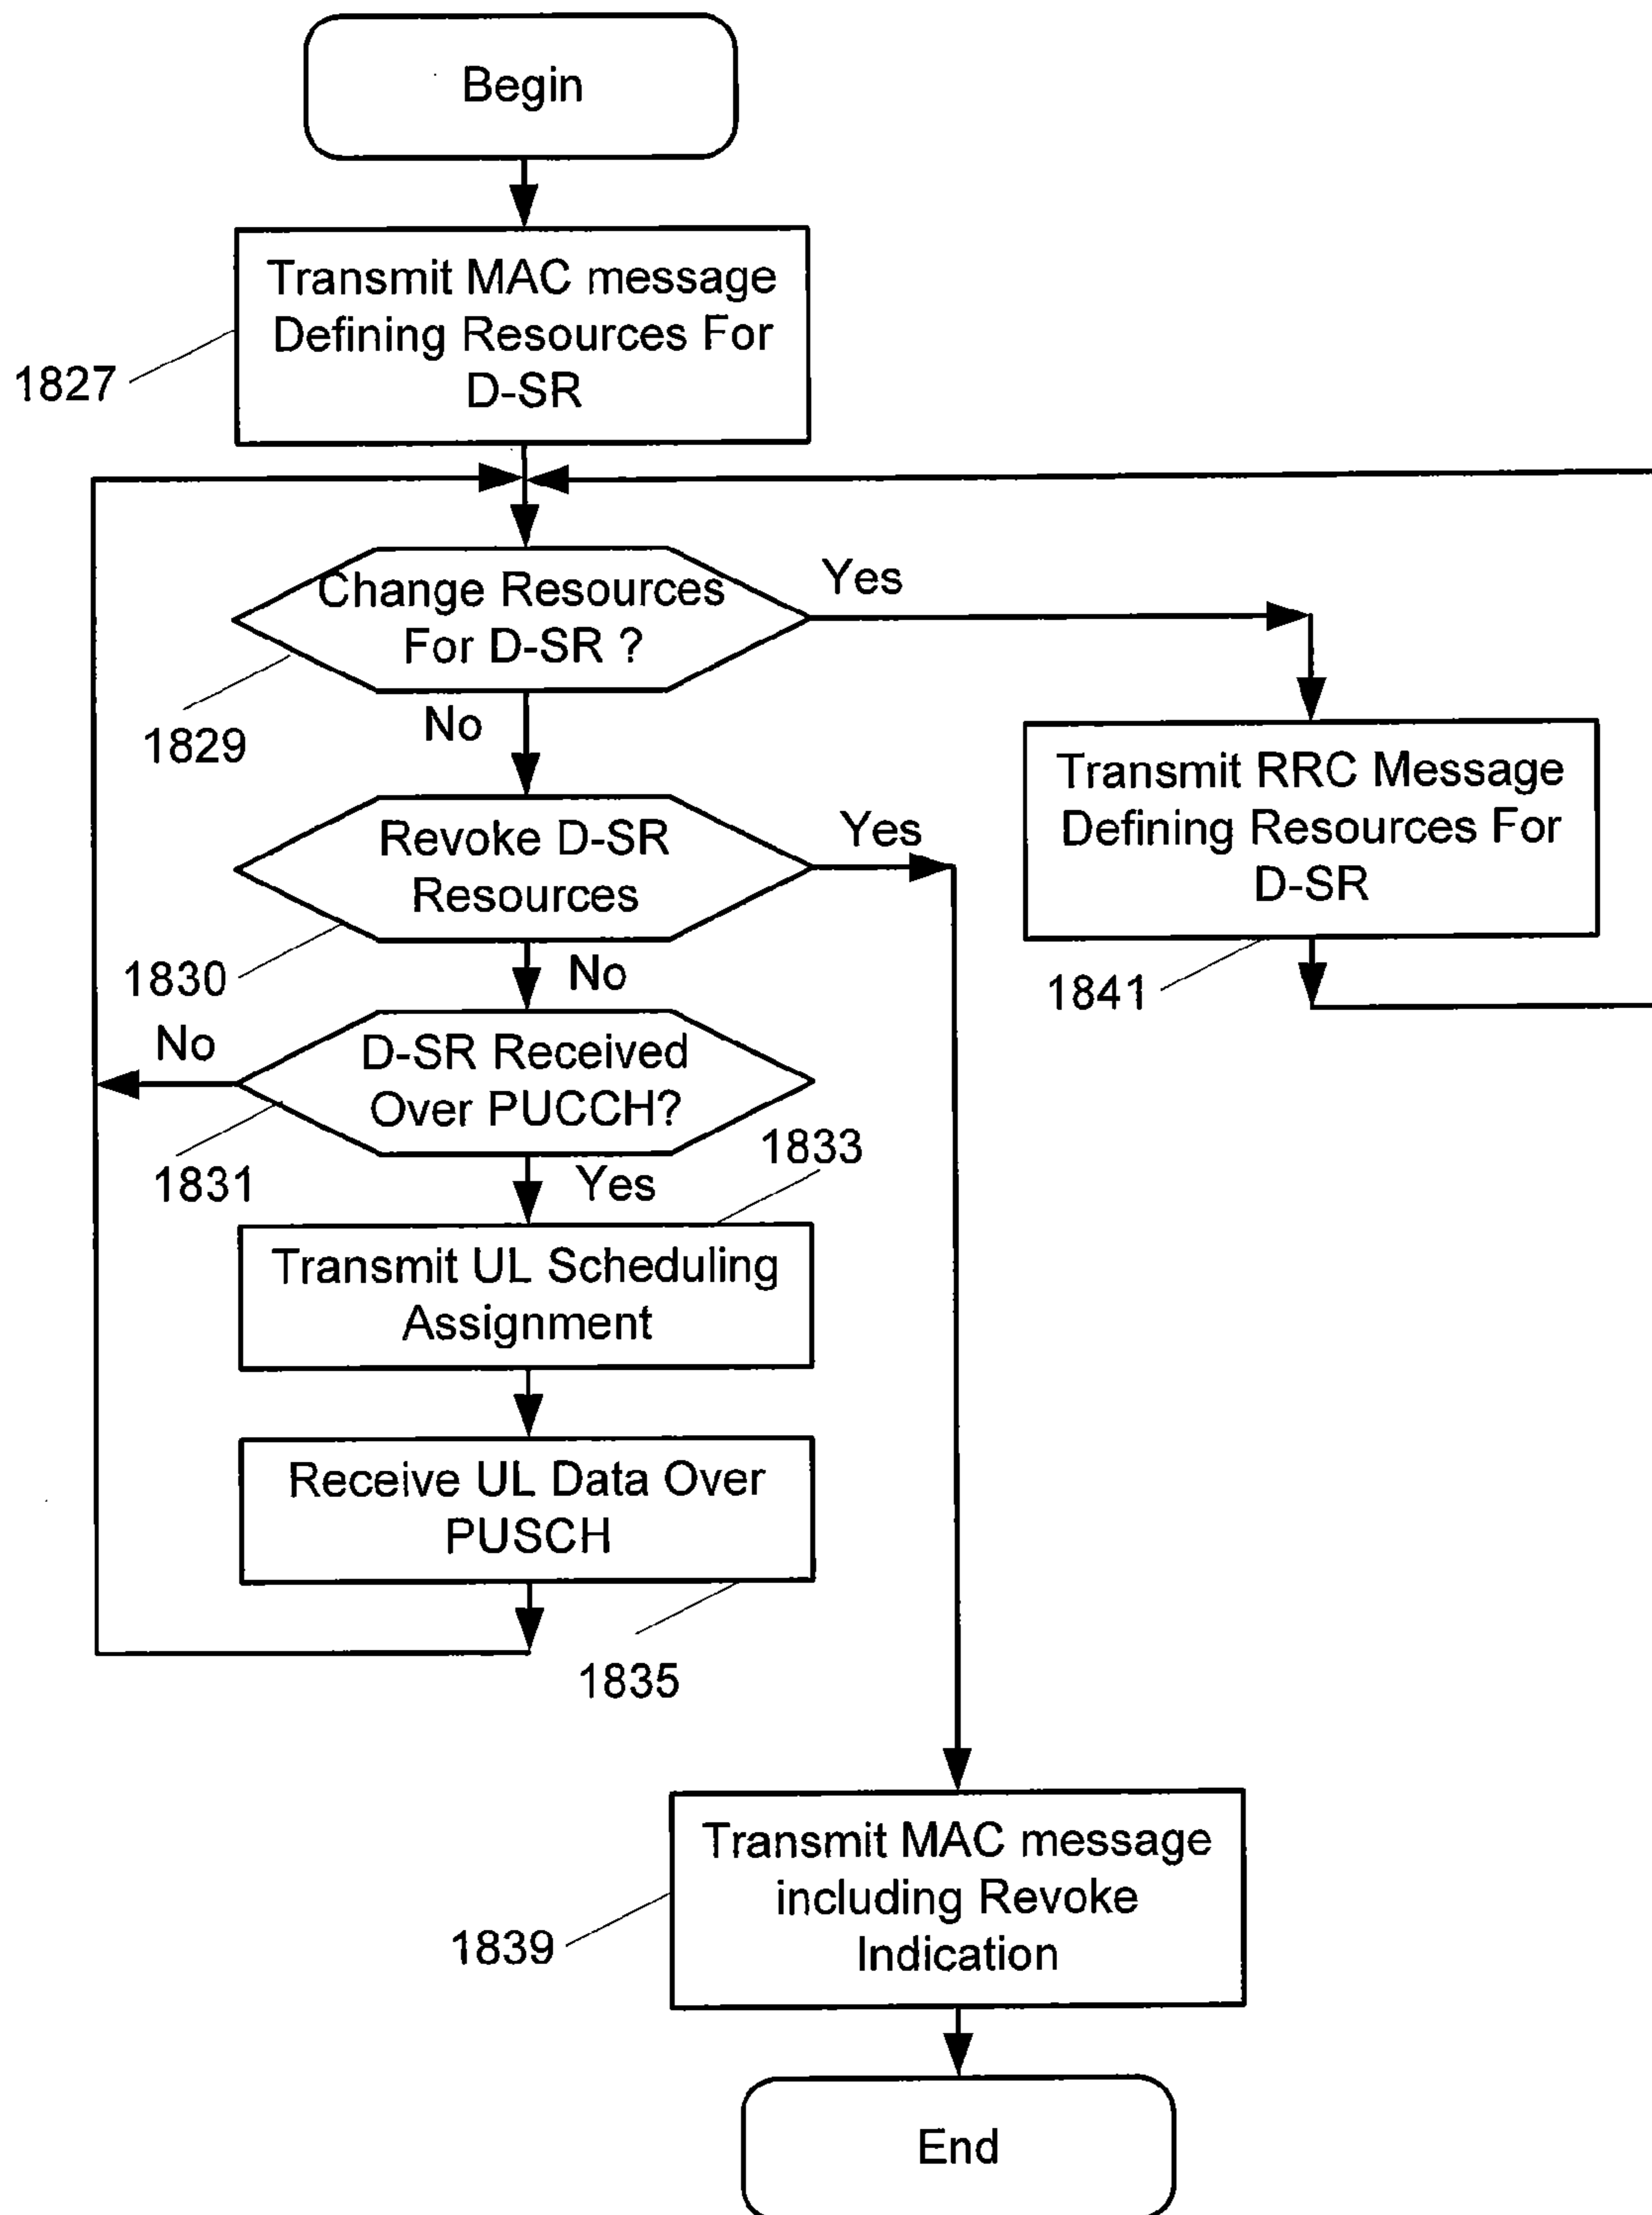 Begin
Transmit MAC message
Defining Resources For
D-SR
1827
Change Resources
For D-SR ?
Yes
1829
No
Transmit RRC Message
Defining Resources For
D-SR
1841
Revoke D-SR
Resources
Yes
1830
No
D-SR Received
Over PUCCH?
No
1831
Yes
1833
Transmit UL Scheduling
Assignment
Receive UL Data Over
PUSCH
1835
Transmit MAC message
including Revoke
Indication
1839
End